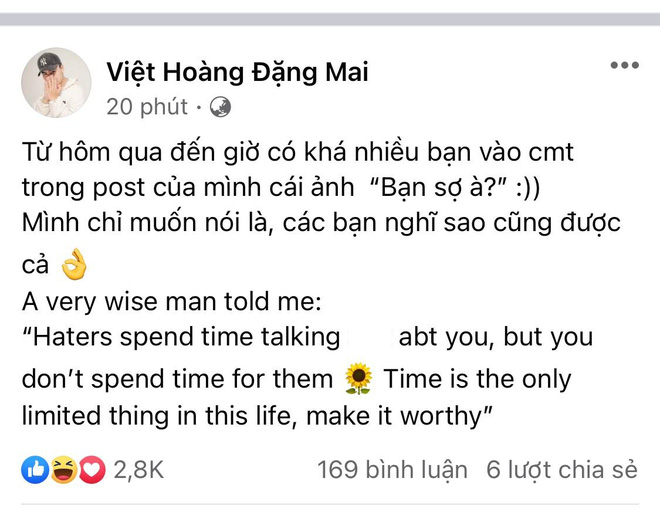 Việt Hoàng Đặng Mai
20 phút ·
Từ hôm qua đến giờ có khá nhiều bạn vào cmt
trong post của mình cái ảnh “Bạn sợ à?” :))
Mình chỉ muốn nói là, các bạn nghĩ sao cũng được
cả 👌
A very wise man told me:
“Haters spend time talking abt you, but you
don’t spend time for them 🌻 Time is the only
limited thing in this life, make it worthy”
2,8K 169 bình luận 6 lượt chia sẻ